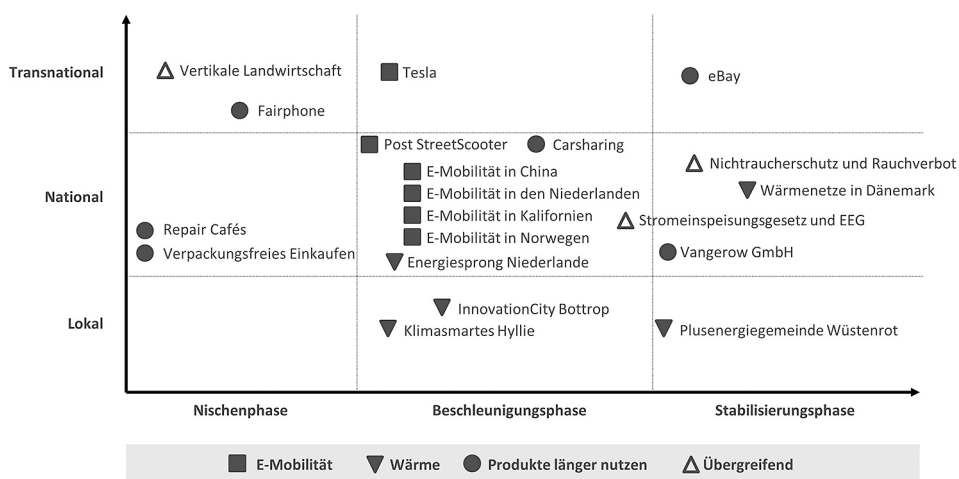 Transnational
Vertikale Landwirtschaft
Tesla
eBay
Fairphone
National
Post StreetScooter
Carsharing
E-Mobilität in China
E-Mobilität in den Niederlanden
E-Mobilität in Kalifornien
E-Mobilität in Norwegen
Energiesprong Niederlande
Nichtraucherschutz und Rauchverbot
Wärmenetze in Dänemark
Stromeinspeisungsgesetz und EEG
Vangerow GmbH
Repair Cafés
Verpackungsfreies Einkaufen
Lokal
InnovationCity Bottrop
Klimasmartes Hyllie
Plusenergiegemeinde Wüstenrot
Nischenphase
Beschleunigungsphase
Stabilisierungsphase
E-Mobilität
Wärme
Produkte länger nutzen
Übergreifend